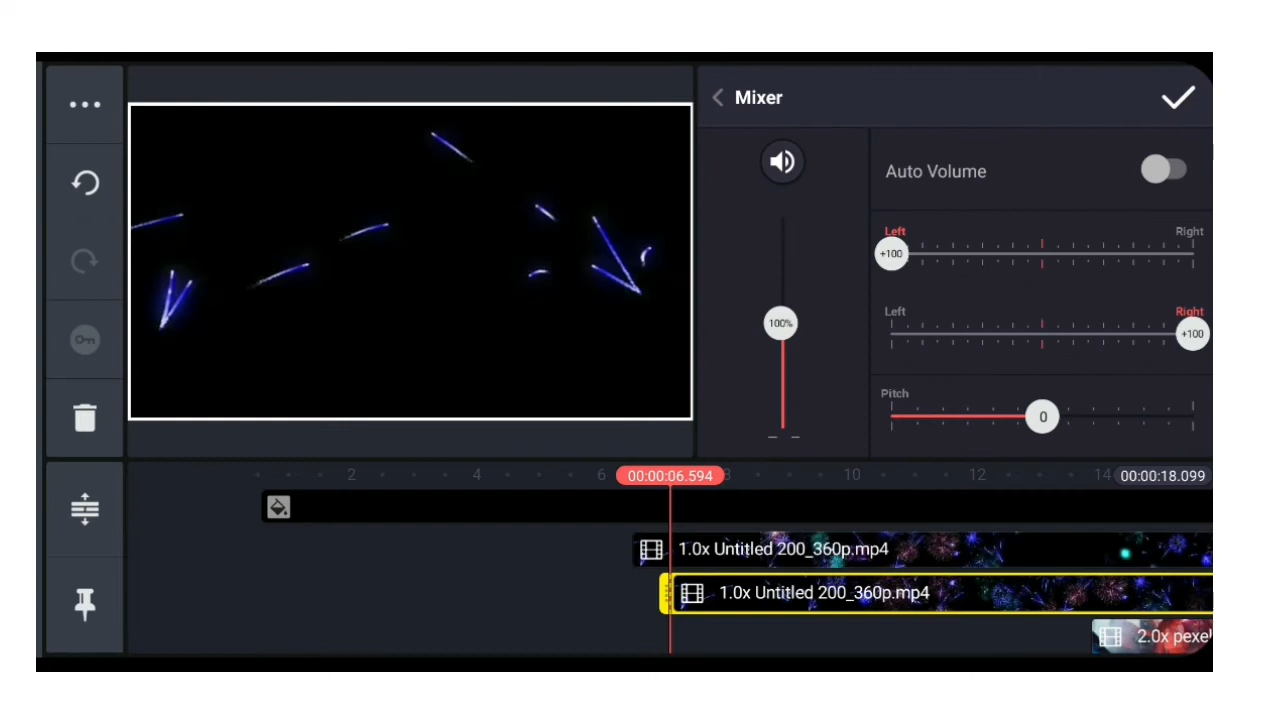 Mixer
Auto Volume
Left Right
+100
100%
Left Right
+100
Pitch
0
2 4 6 00:00:06.594 8 10 12 14 00:00:18.099
1.0x Untitled 200_360p.mp4
1.0x Untitled 200_360p.mp4
2.0x pexel